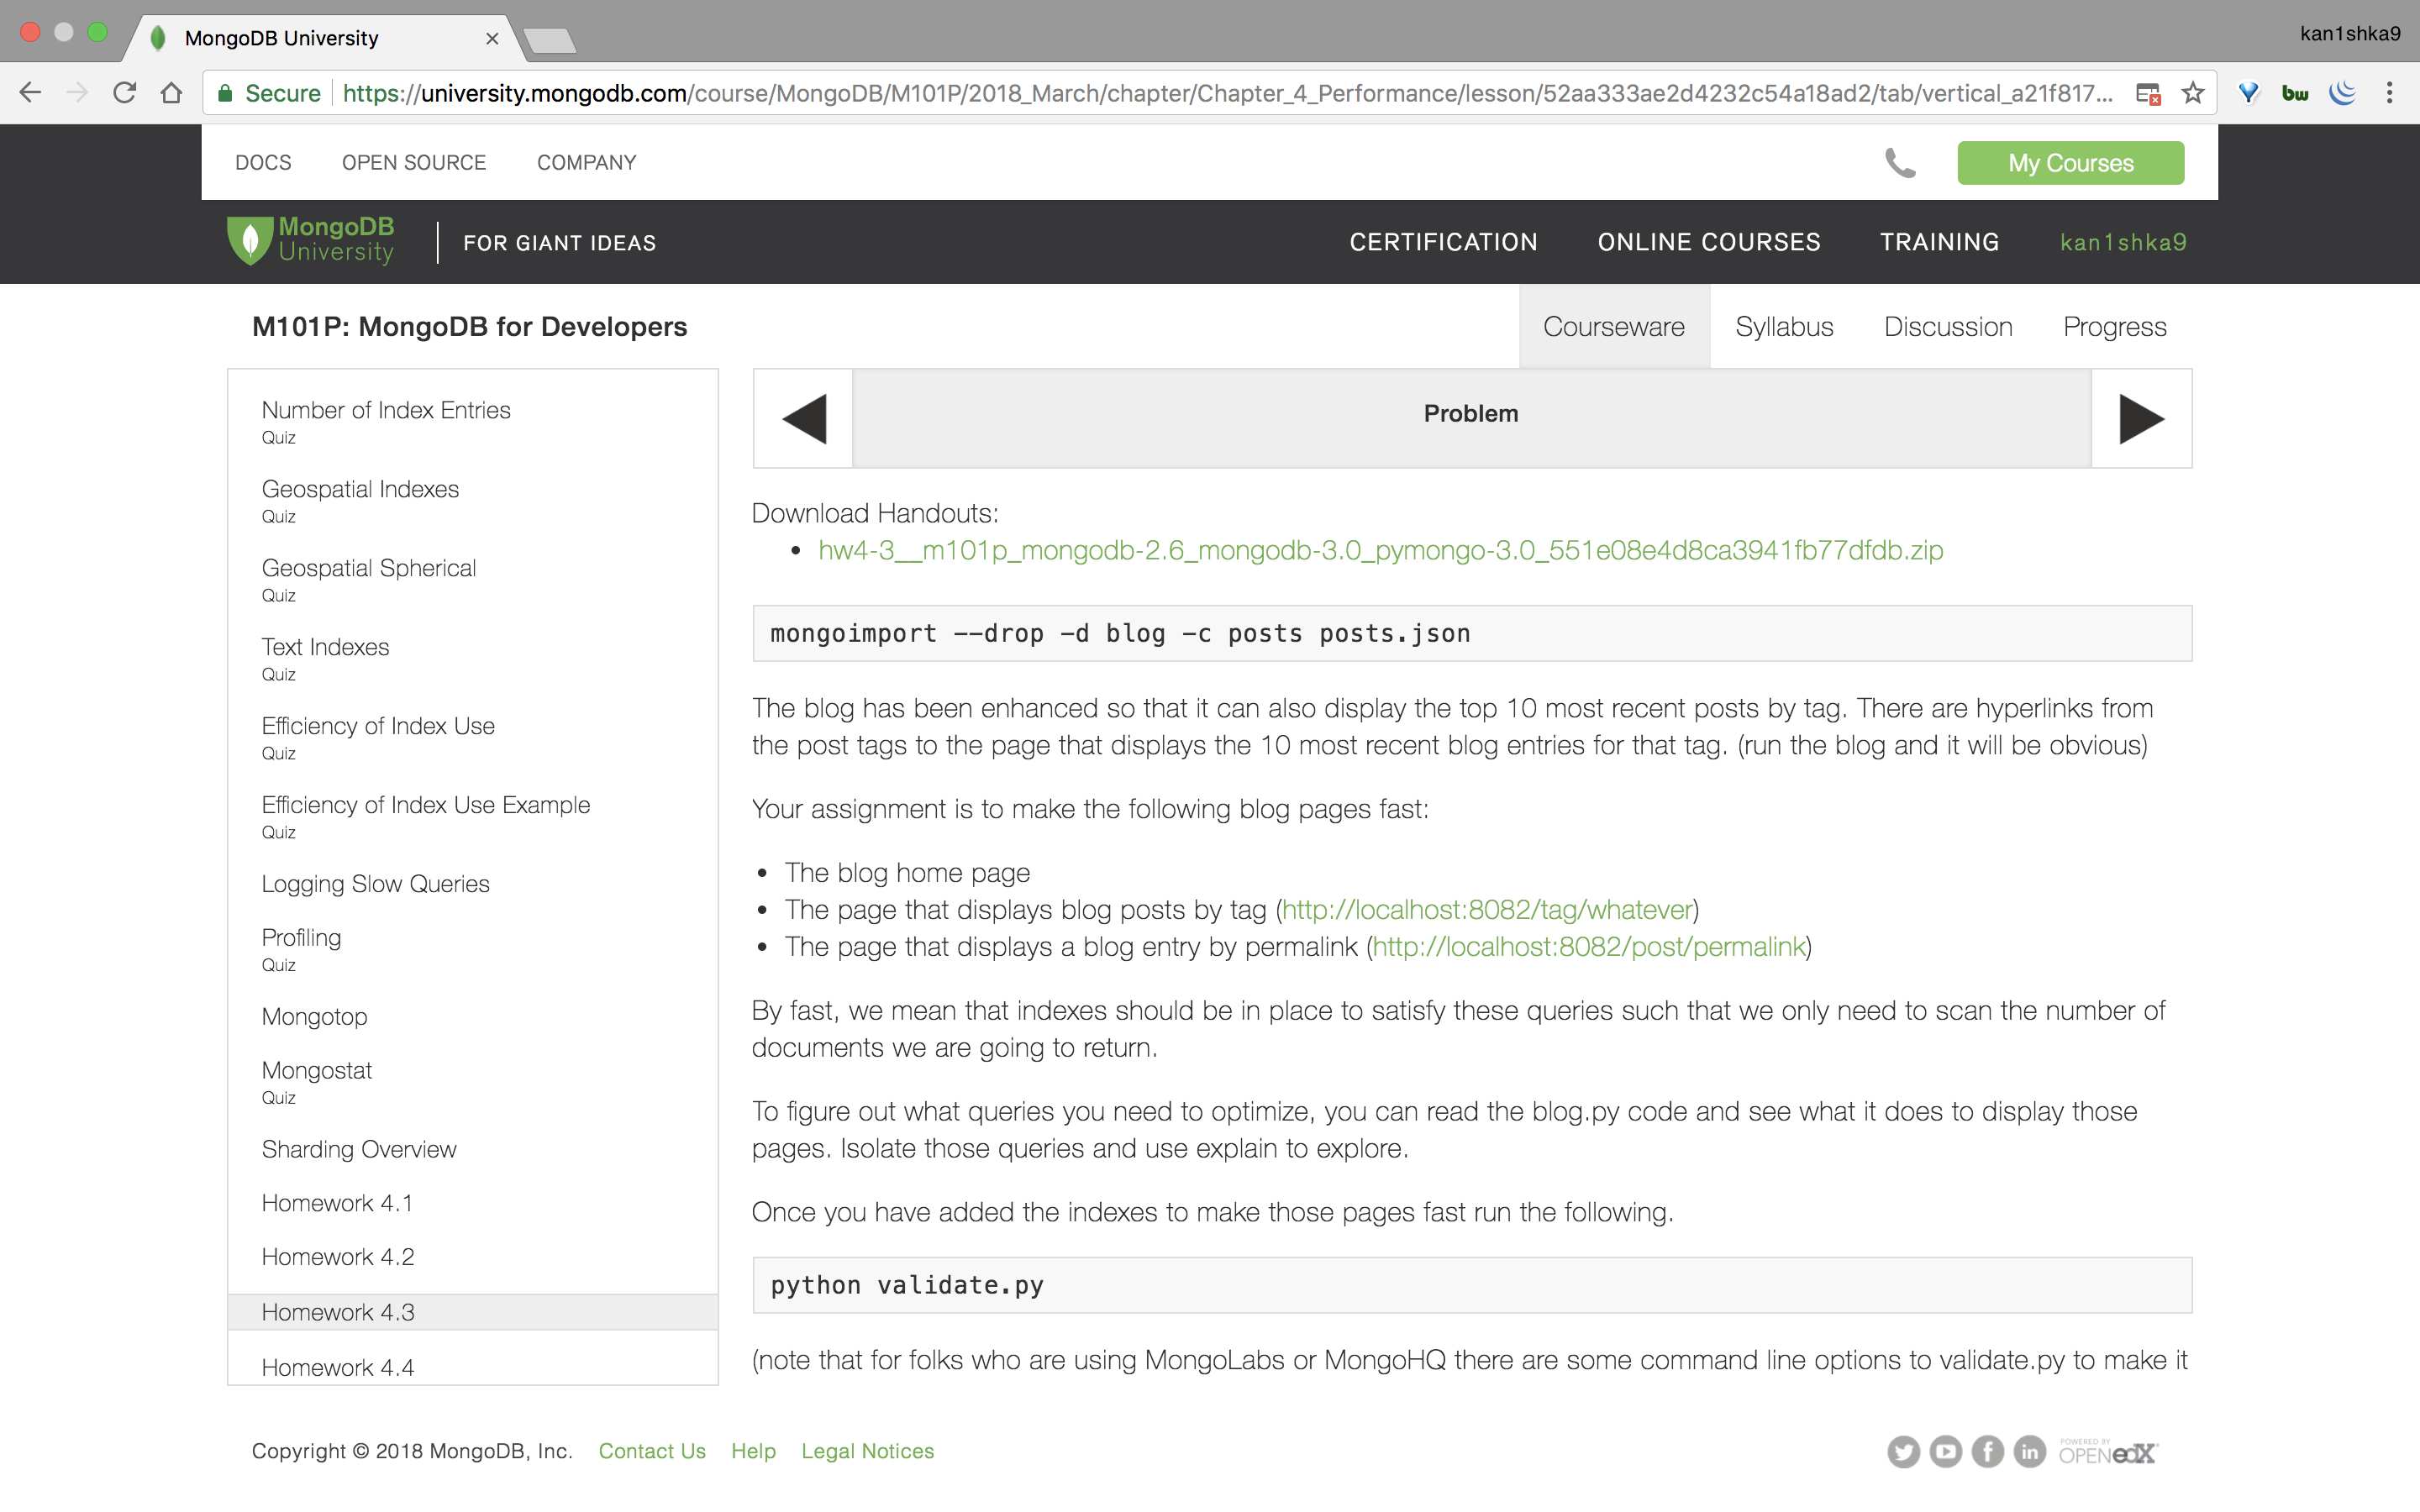 MongoDB University
kan1shka9
Secure https://university.mongodb.com/course/MongoDB/M101P/2018_March/chapter/Chapter_4_Performance/lesson/52aa333ae2d4232c54a18ad2/tab/vertical_a21f817...
bw
DOCS OPEN SOURCE COMPANY
My Courses
MongoDB University
FOR GIANT IDEAS
CERTIFICATION ONLINE COURSES TRAINING kan1shka9
M101P: MongoDB for Developers
Courseware Syllabus Discussion Progress
Number of Index Entries
Quiz
Geospatial Indexes
Quiz
Geospatial Spherical
Quiz
Text Indexes
Quiz
Efficiency of Index Use
Quiz
Efficiency of Index Use Example
Quiz
Logging Slow Queries
Profiling
Quiz
Mongotop
Mongostat
Quiz
Sharding Overview
Homework 4.1
Homework 4.2
Homework 4.3
Homework 4.4
Problem
Download Handouts:
• hw4-3__m101p_mongodb-2.6_mongodb-3.0_pymongo-3.0_551e08e4d8ca3941fb77dfdb.zip
mongoimport --drop -d blog -c posts posts.json
The blog has been enhanced so that it can also display the top 10 most recent posts by tag. There are hyperlinks from
the post tags to the page that displays the 10 most recent blog entries for that tag. (run the blog and it will be obvious)
Your assignment is to make the following blog pages fast:
• The blog home page
• The page that displays blog posts by tag (http://localhost:8082/tag/whatever)
• The page that displays a blog entry by permalink (http://localhost:8082/post/permalink)
By fast, we mean that indexes should be in place to satisfy these queries such that we only need to scan the number of
documents we are going to return.
To figure out what queries you need to optimize, you can read the blog.py code and see what it does to display those
pages. Isolate those queries and use explain to explore.
Once you have added the indexes to make those pages fast run the following.
python validate.py
(note that for folks who are using MongoLabs or MongoHQ there are some command line options to validate.py to make it
Copyright © 2018 MongoDB, Inc. Contact Us Help Legal Notices
POWERED BY
OPEN edX